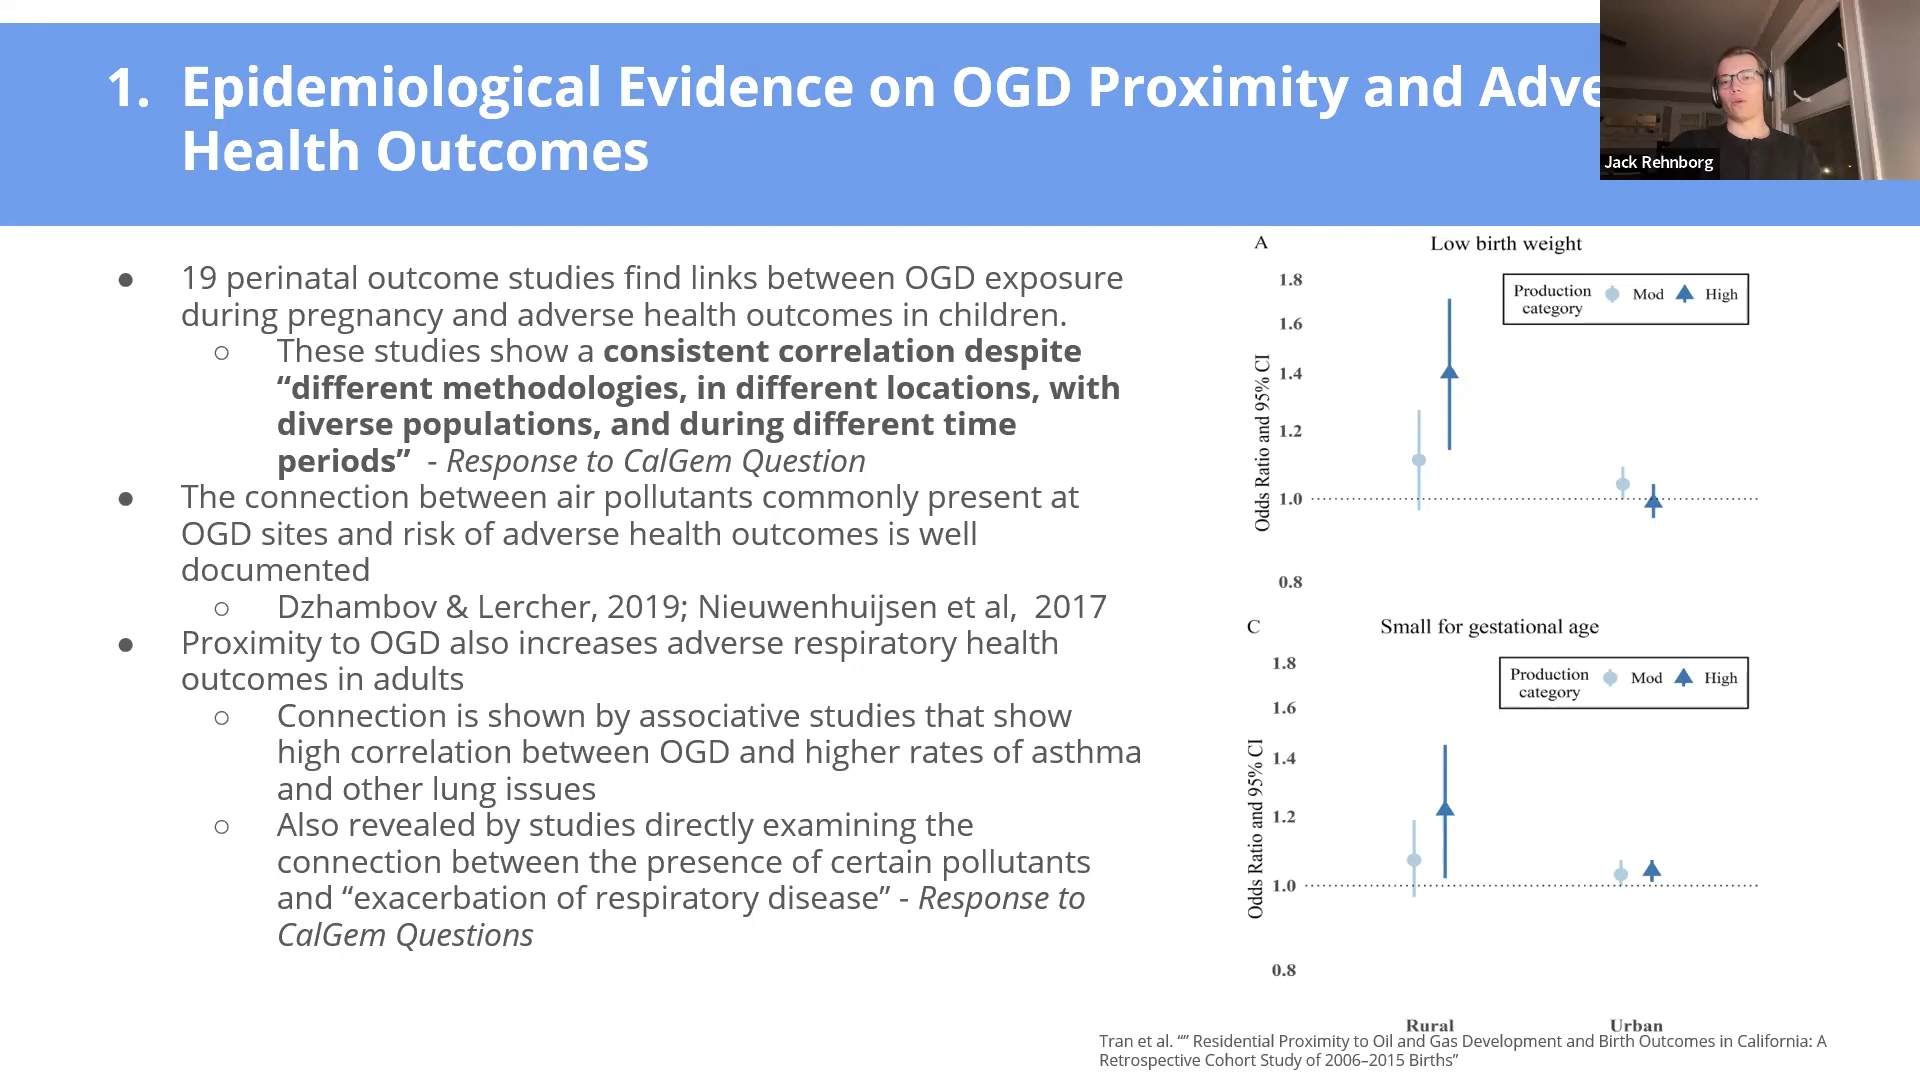 1. Epidemiological Evidence on OGD Proximity and Adve
Health Outcomes
Jack Rehnborg
● 19 perinatal outcome studies find links between OGD exposure
during pregnancy and adverse health outcomes in children.
○ These studies show a consistent correlation despite
“different methodologies, in different locations, with
diverse populations, and during different time
periods” - Response to CalGem Question
● The connection between air pollutants commonly present at
OGD sites and risk of adverse health outcomes is well
documented
○ Dzhambov & Lercher, 2019; Nieuwenhuijsen et al, 2017
● Proximity to OGD also increases adverse respiratory health
outcomes in adults
○ Connection is shown by associative studies that show
high correlation between OGD and higher rates of asthma
and other lung issues
○ Also revealed by studies directly examining the
connection between the presence of certain pollutants
and “exacerbation of respiratory disease” - Response to
CalGem Questions
A Low birth weight
Production
category
Mod High
Odds Ratio and 95% CI
1.8
1.6
1.4
1.2
1.0
0.8
C Small for gestational age
Production
category
Mod High
Odds Ratio and 95% CI
1.8
1.6
1.4
1.2
1.0
0.8
Rural Urban
Tran et al. “” Residential Proximity to Oil and Gas Development and Birth Outcomes in California: A
Retrospective Cohort Study of 2006–2015 Births”